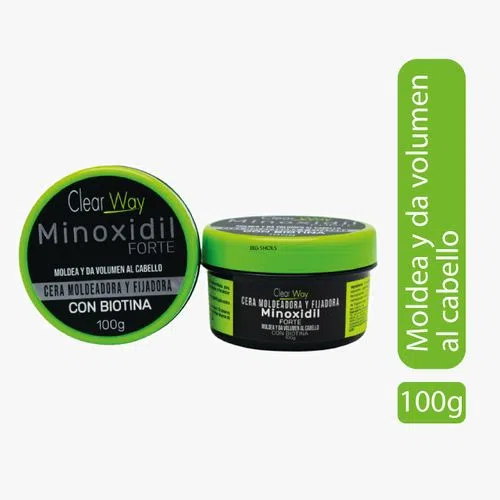 Clear Way
Minoxidil
FORTE
MOLDEA Y DA VOLUMEN AL CABELLO
CERA MOLDEADORA Y FIJADORA
CON BIOTINA
100g
Clear Way
CERA MOLDEADORA Y FIJADORA
Minoxidil
FORTE
MOLDEA Y DA VOLUMEN AL CABELLO
CON BIOTINA
100g
Moldea y da volumen
al cabello
100g